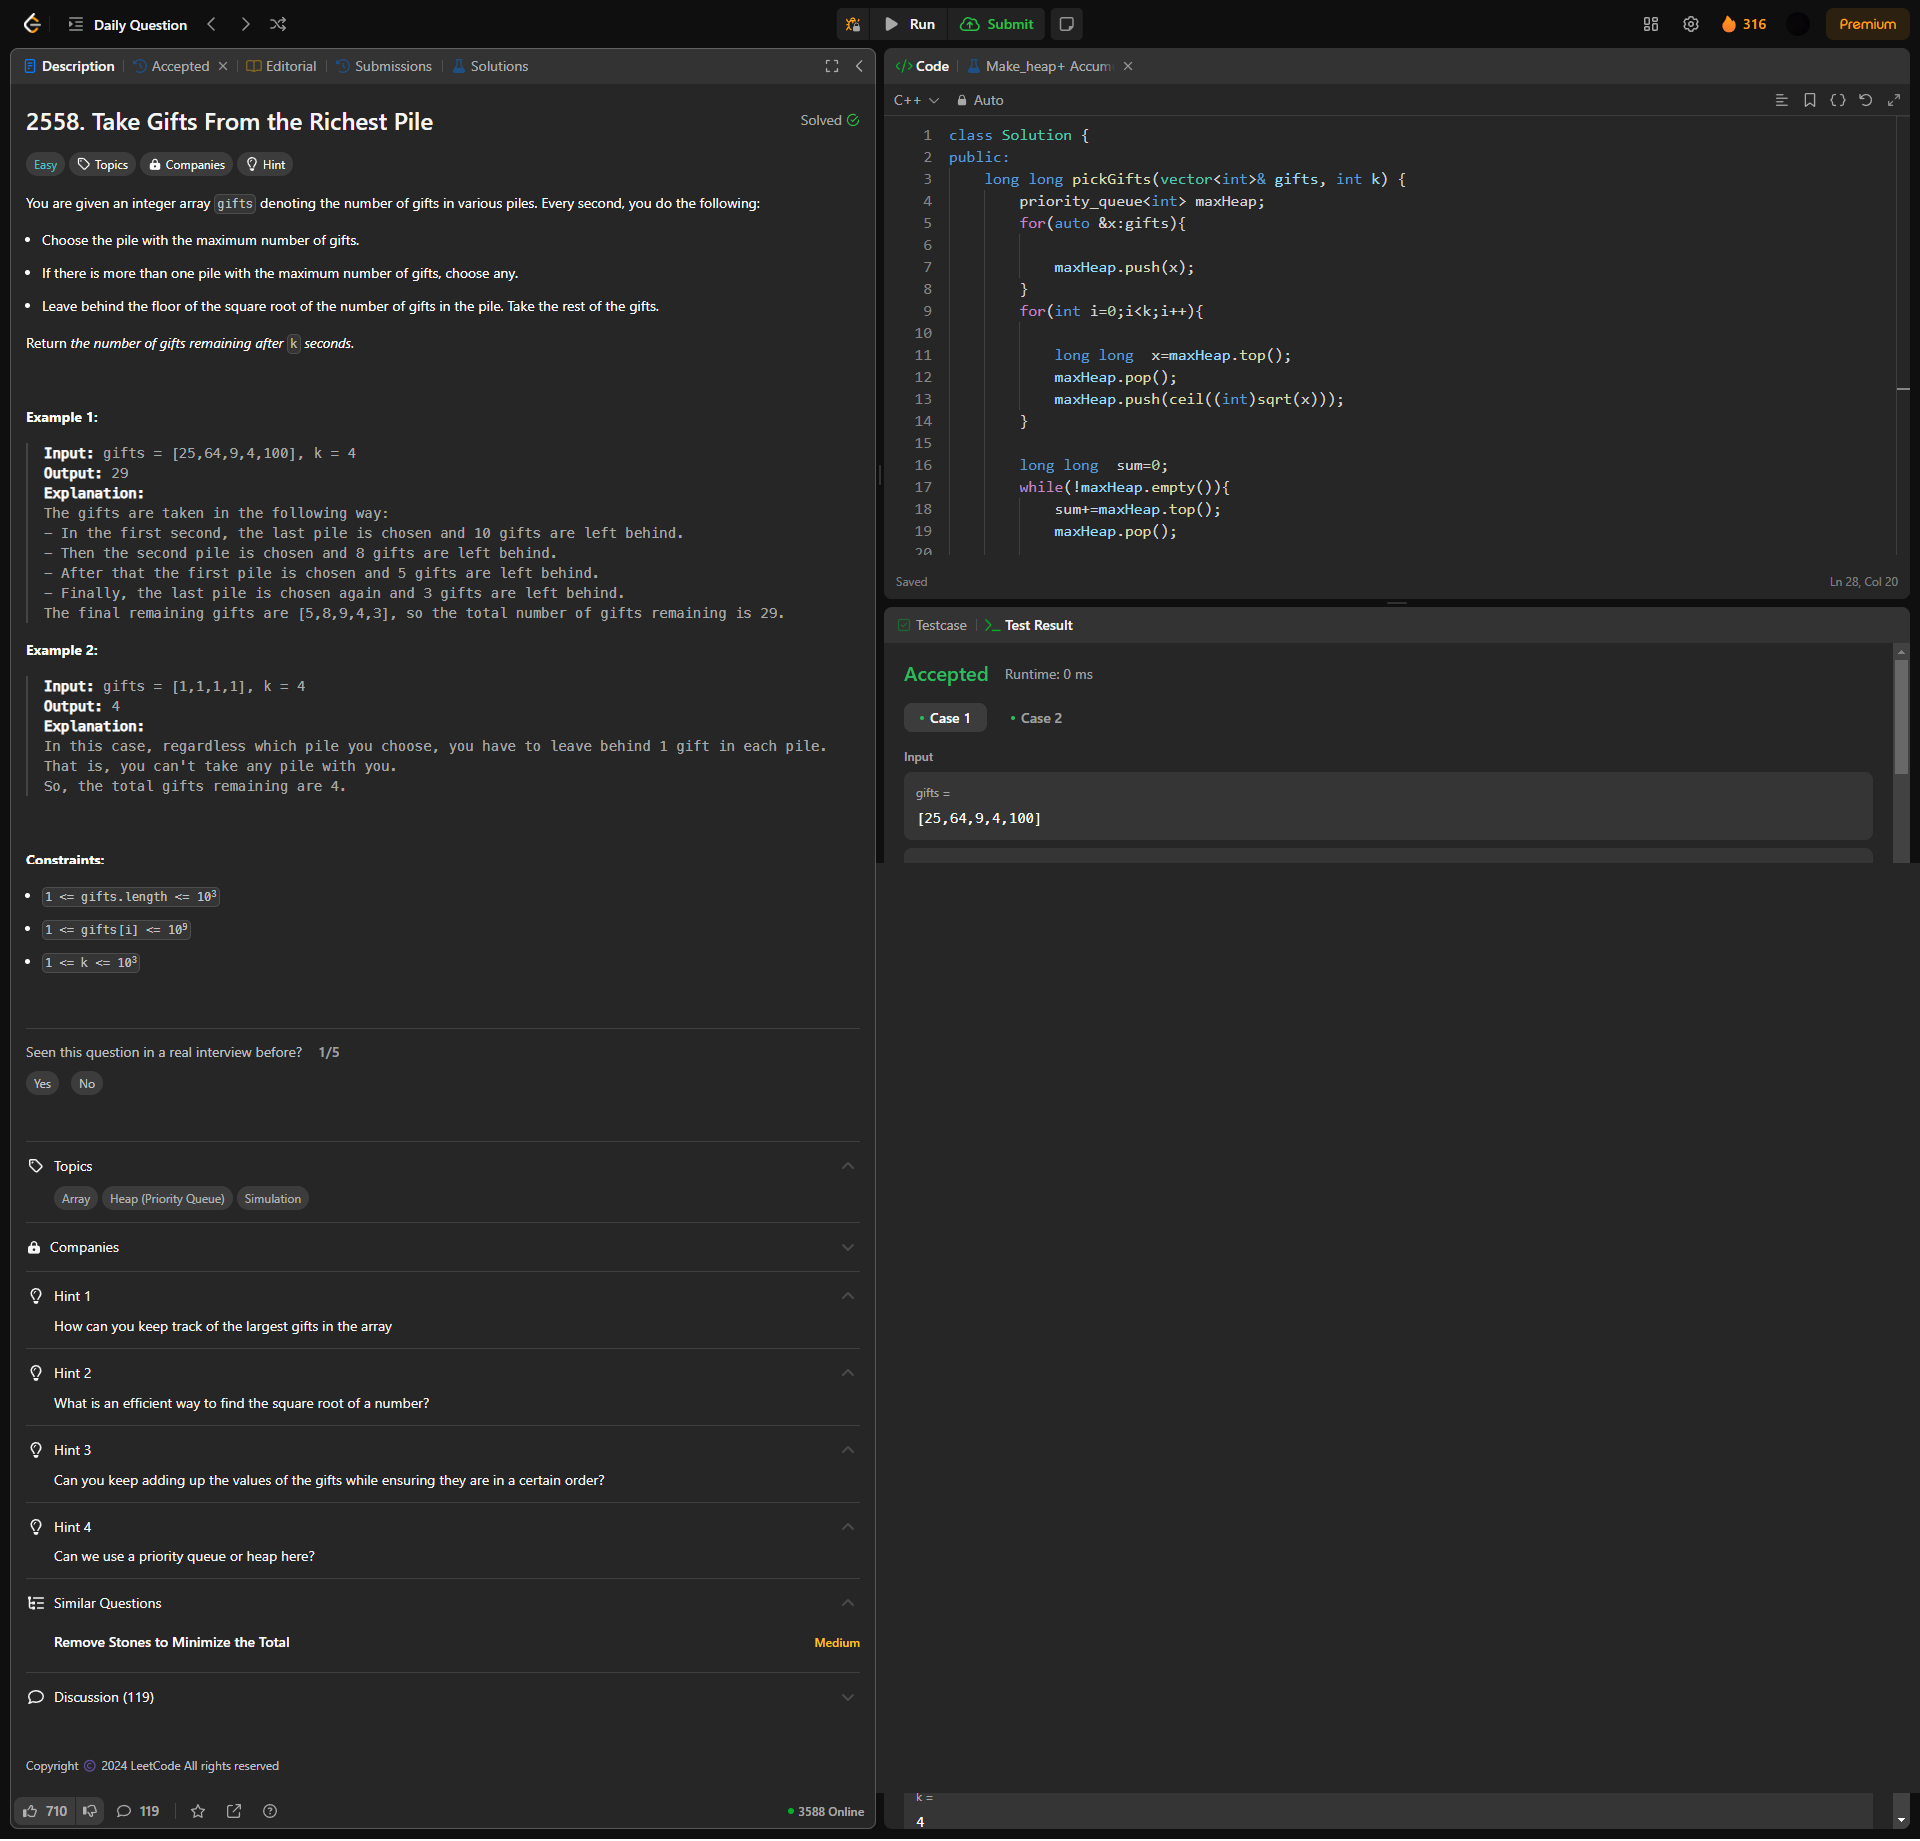 Daily Question
Run
Submit
316
Premium
Description
Accepted
Editorial
Submissions
Solutions
2558. Take Gifts From the Richest Pile
Solved
Easy
Topics
Companies
Hint
You are given an integer array gifts denoting the number of gifts in various piles. Every second, you do the following:
• Choose the pile with the maximum number of gifts.
• If there is more than one pile with the maximum number of gifts, choose any.
• Leave behind the floor of the square root of the number of gifts in the pile. Take the rest of the gifts.
Return the number of gifts remaining after k seconds.
Example 1:
Input: gifts = [25,64,9,4,100], k = 4
Output: 29
Explanation:
The gifts are taken in the following way:
- In the first second, the last pile is chosen and 10 gifts are left behind.
- Then the second pile is chosen and 8 gifts are left behind.
- After that the first pile is chosen and 5 gifts are left behind.
- Finally, the last pile is chosen again and 3 gifts are left behind.
The final remaining gifts are [5,8,9,4,3], so the total number of gifts remaining is 29.
Example 2:
Input: gifts = [1,1,1,1], k = 4
Output: 4
Explanation:
In this case, regardless which pile you choose, you have to leave behind 1 gift in each pile.
That is, you can't take any pile with you.
So, the total gifts remaining are 4.
Constraints:
• 1 <= gifts.length <= 10³
• 1 <= gifts[i] <= 10⁹
• 1 <= k <= 10³
Seen this question in a real interview before? 1/5
Yes No
Topics
Array Heap (Priority Queue) Simulation
Companies
Hint 1
How can you keep track of the largest gifts in the array
Hint 2
What is an efficient way to find the square root of a number?
Hint 3
Can you keep adding up the values of the gifts while ensuring they are in a certain order?
Hint 4
Can we use a priority queue or heap here?
Similar Questions
Remove Stones to Minimize the Total Medium
Discussion (119)
Copyright © 2024 LeetCode All rights reserved
710 119 3588 Online
</> Code
Make_heap+ Accum
C++ Auto
1 class Solution {
2 public:
3 long long pickGifts(vector<int>& gifts, int k) {
4 priority_queue<int> maxHeap;
5 for(auto &x:gifts){
6
7 maxHeap.push(x);
8 }
9 for(int i=0;i<k;i++){
10
11 long long  x=maxHeap.top();
12 maxHeap.pop();
13 maxHeap.push(ceil((int)sqrt(x)));
14 }
15
16 long long  sum=0;
17 while(!maxHeap.empty()){
18 sum+=maxHeap.top();
19 maxHeap.pop();
20
Saved Ln 28, Col 20
Testcase
>_ Test Result
Accepted Runtime: 0 ms
• Case 1 • Case 2
Input
gifts =
[25,64,9,4,100]
k =
4